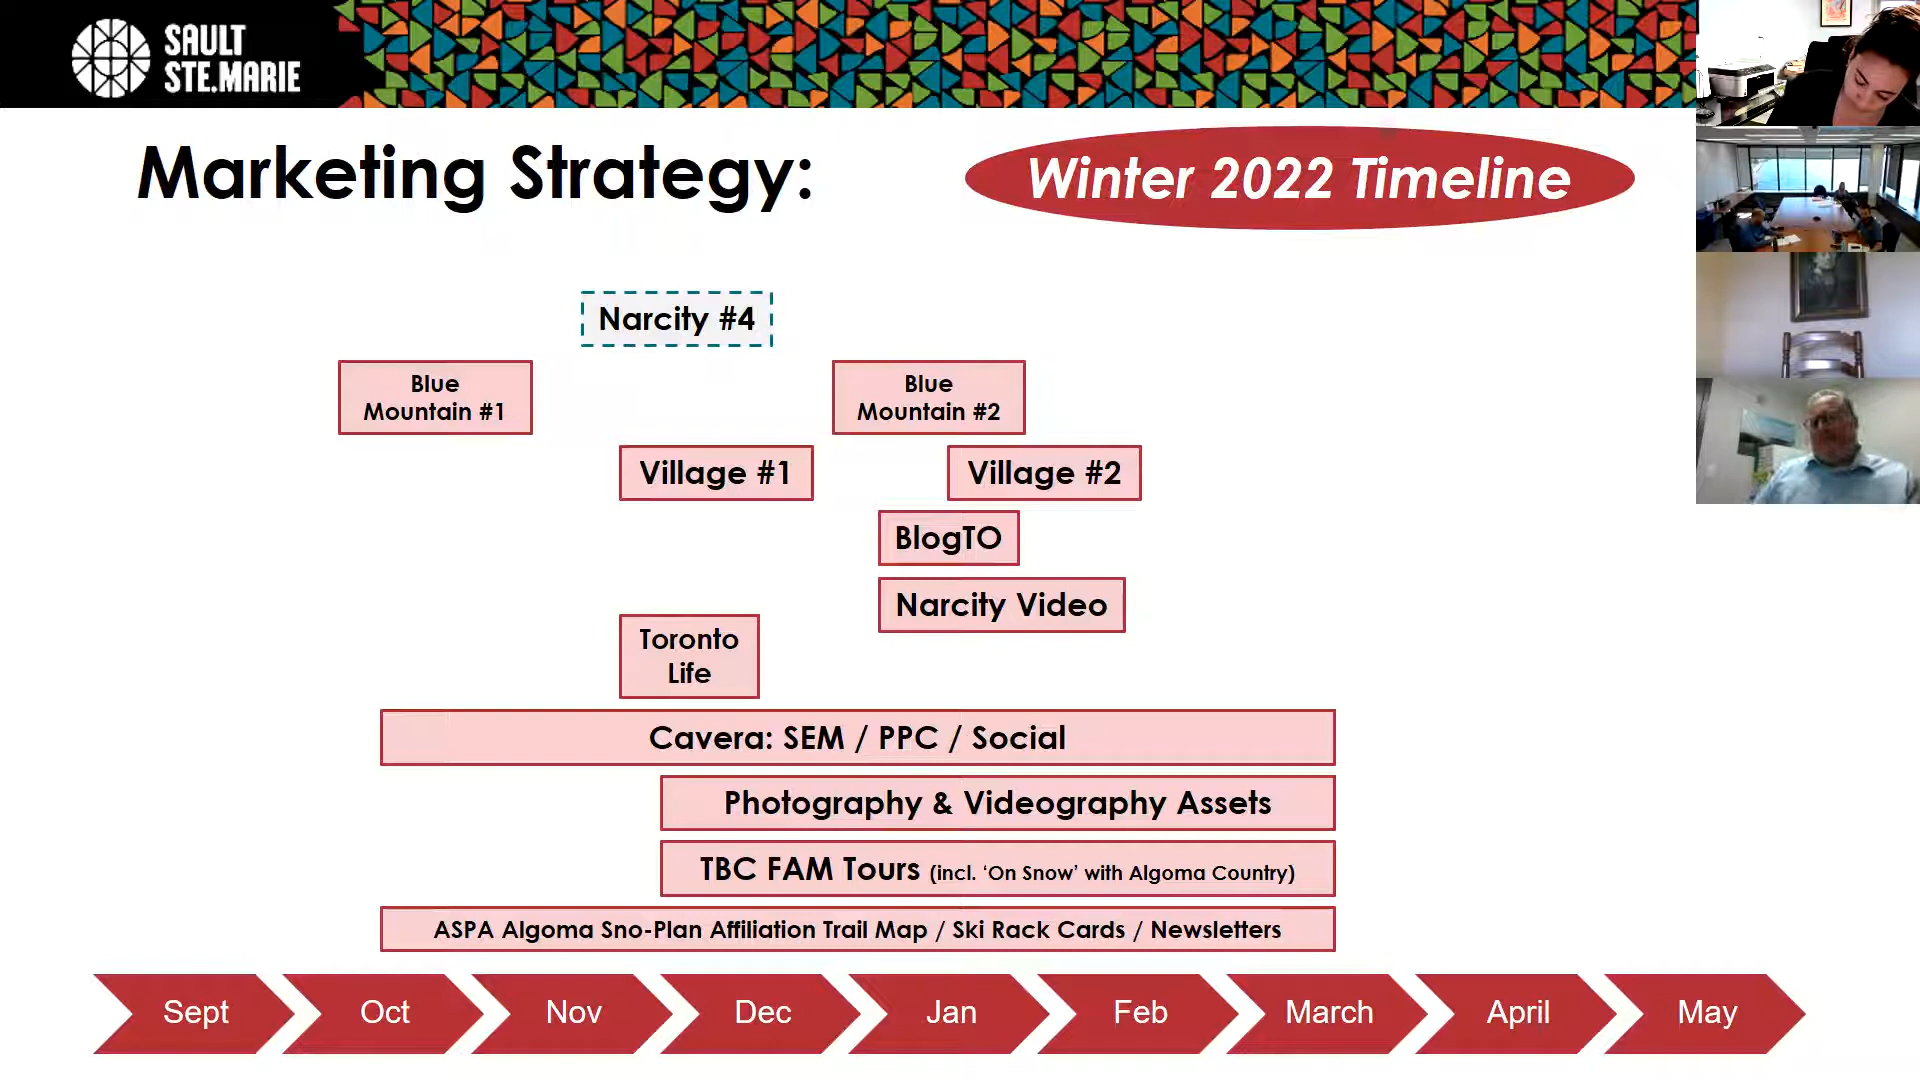 SAULT
STE.MARIE
Marketing Strategy:
Winter 2022 Timeline
Narcity #4
Blue
Mountain #1
Blue
Mountain #2
Village #1
Village #2
BlogTO
Narcity Video
Toronto
Life
Cavera: SEM / PPC / Social
Photography & Videography Assets
TBC FAM Tours (incl. ‘On Snow’ with Algoma Country)
ASPA Algoma Sno-Plan Affiliation Trail Map / Ski Rack Cards / Newsletters
Sept
Oct
Nov
Dec
Jan
Feb
March
April
May